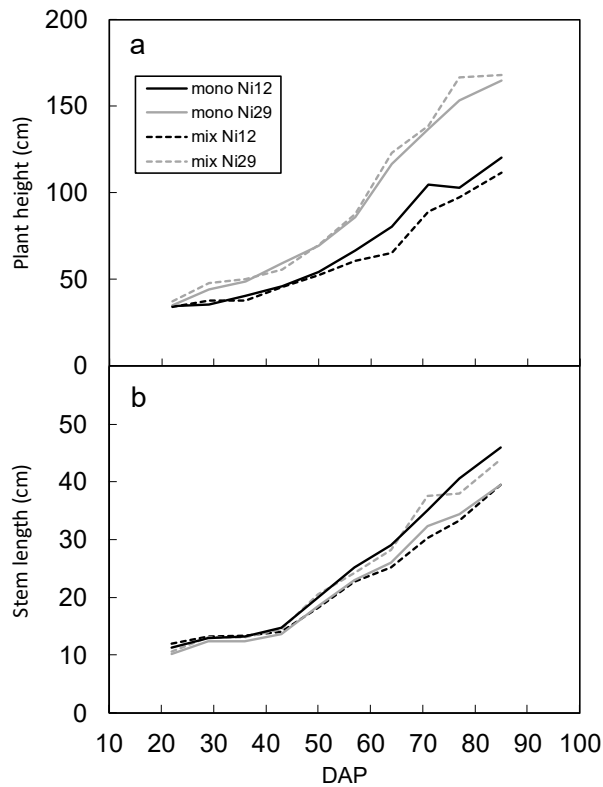 200
a
mono Ni12
mono Ni29
mix Ni12
mix Ni29
150
100
50
0
Plant height (cm)
b
50
40
30
20
10
0
Stem length (cm)
10 20 30 40 50 60 70 80 90 100
DAP